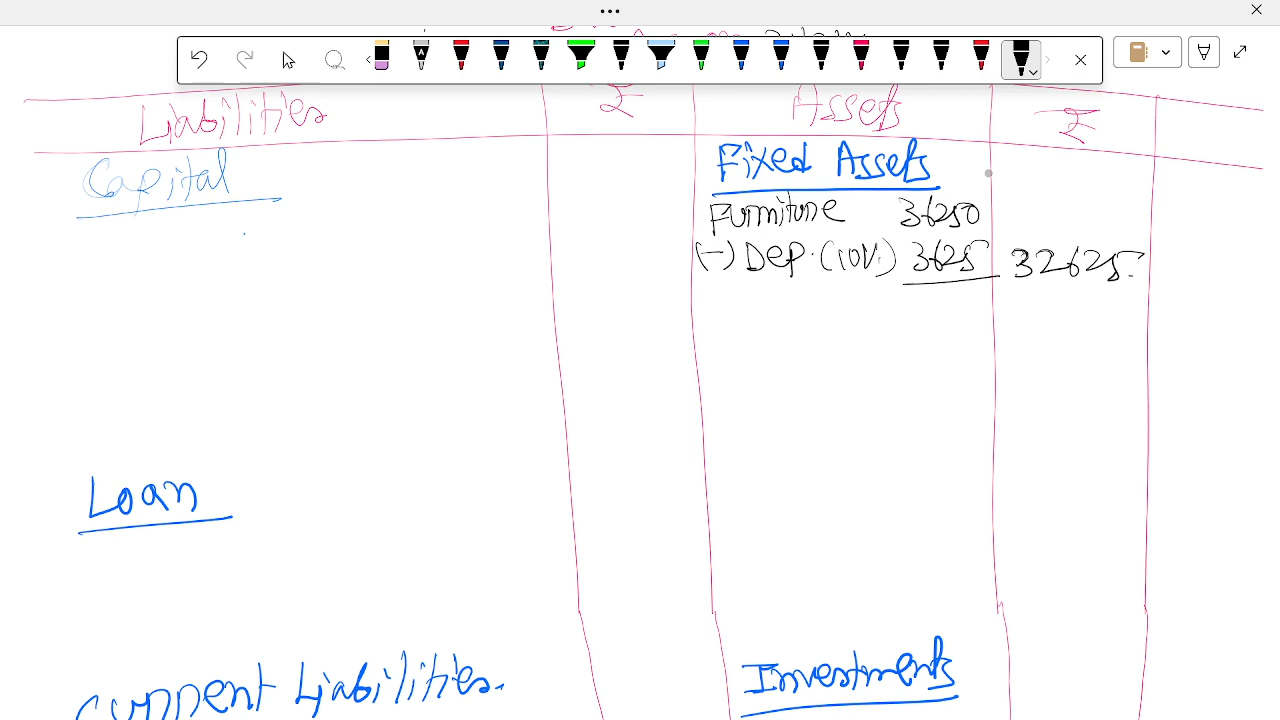 Liabilities ₹ Assets ₹
Capital Fixed Assets
Furniture 36250
(-) Dep. (10%) 3625 32625
Loan
Investments
Current Liabilities.